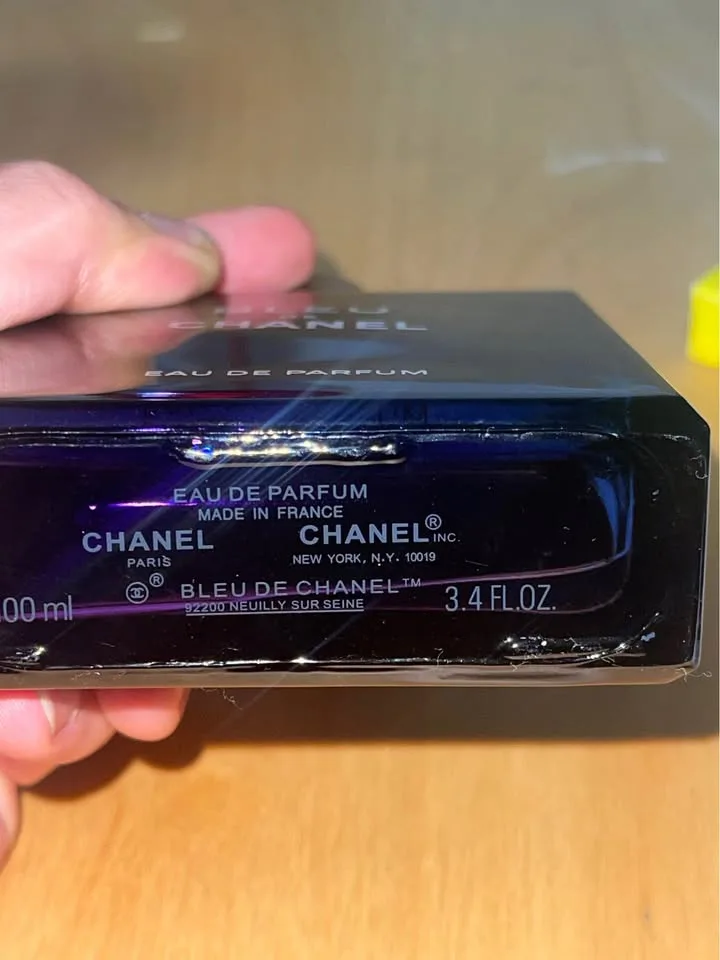 BLEU
CHANEL
EAU DE PARFUM
EAU DE PARFUM
MADE IN FRANCE
CHANEL CHANEL® INC.
PARIS NEW YORK, N.Y. 10019
® BLEU DE CHANEL™
00 ml 92200 NEUILLY SUR SEINE 3.4 FL.OZ.